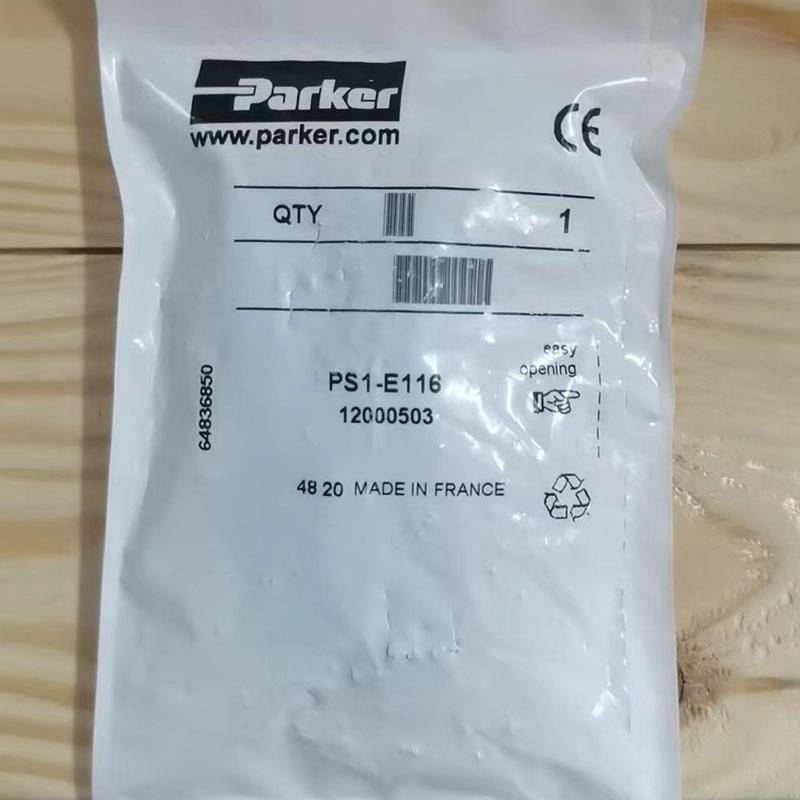 Parker
www.parker.com
CE
QTY 1
easy
opening
PS1-E116
12000503
64836850
48 20 MADE IN FRANCE